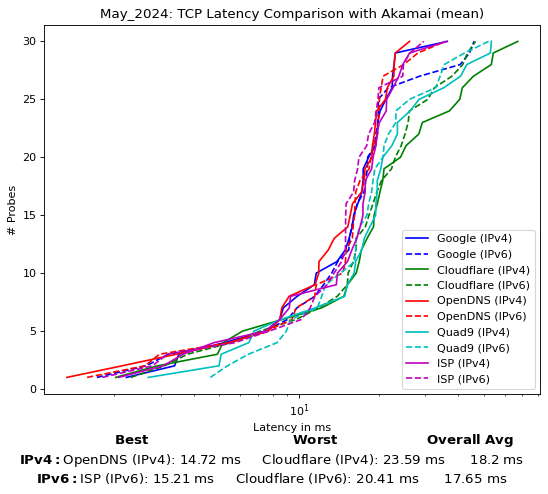 May_2024: TCP Latency Comparison with Akamai (mean)
30
25
20
15
10
5
0
# Probes
Google (IPv4)
Google (IPv6)
Cloudflare (IPv4)
Cloudflare (IPv6)
OpenDNS (IPv4)
OpenDNS (IPv6)
Quad9 (IPv4)
Quad9 (IPv6)
ISP (IPv4)
ISP (IPv6)
10¹
Latency in ms
Best Worst Overall Avg
IPv4: OpenDNS (IPv4): 14.72 ms Cloudflare (IPv4): 23.59 ms 18.2 ms
IPv6: ISP (IPv6): 15.21 ms Cloudflare (IPv6): 20.41 ms 17.65 ms